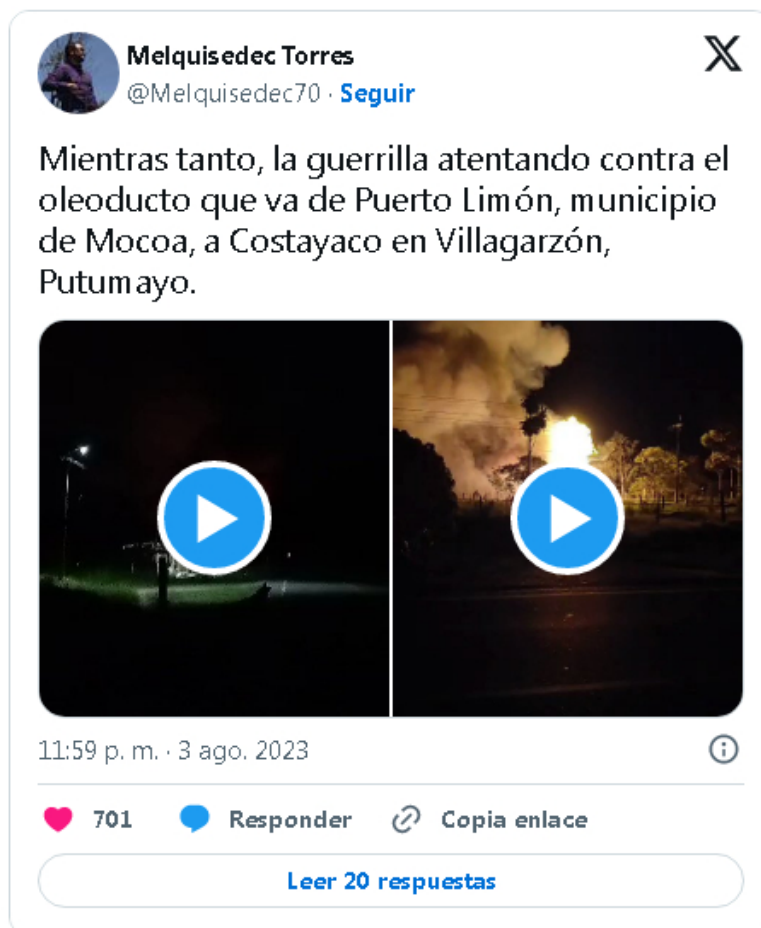 Melquisedec Torres
@Melquisedec70 · Seguir
Mientras tanto, la guerrilla atentando contra el
oleoducto que va de Puerto Limón, municipio
de Mocoa, a Costayaco en Villagarzón,
Putumayo.
11:59 p. m. · 3 ago. 2023
701 Responder Copia enlace
Leer 20 respuestas